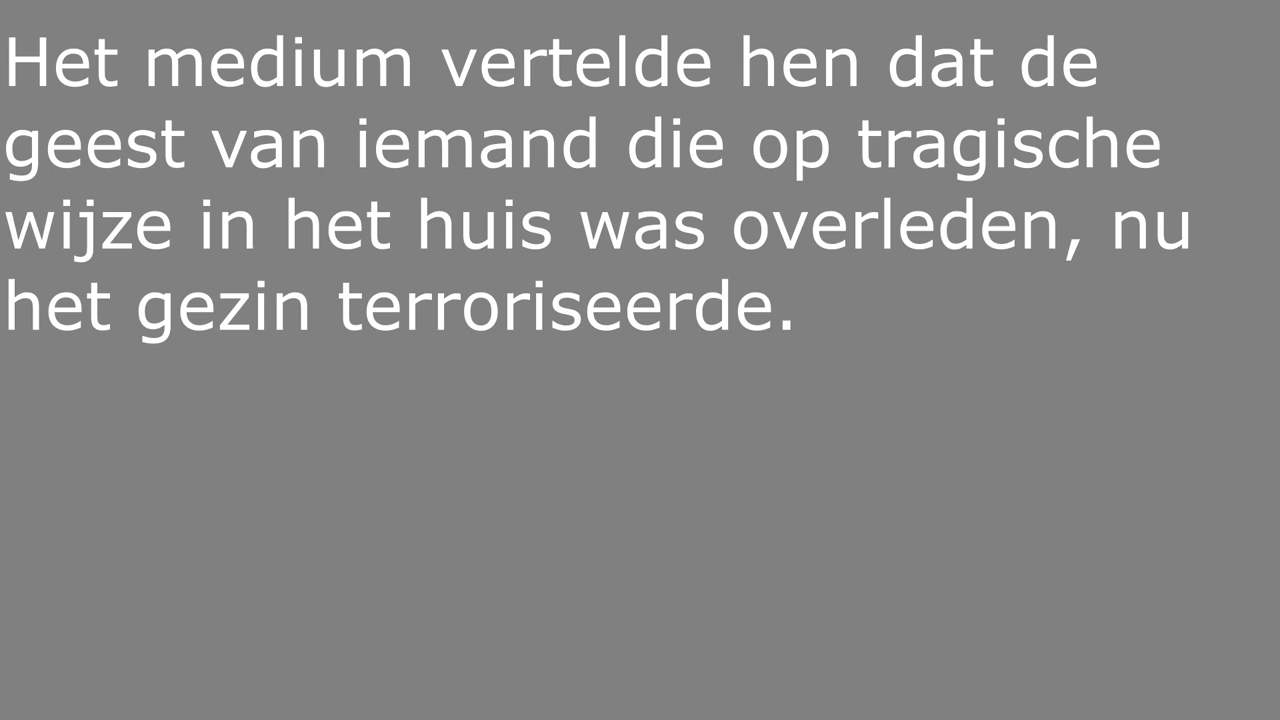 Het medium vertelde hen dat de
geest van iemand die op tragische
wijze in het huis was overleden, nu
het gezin terroriseerde.